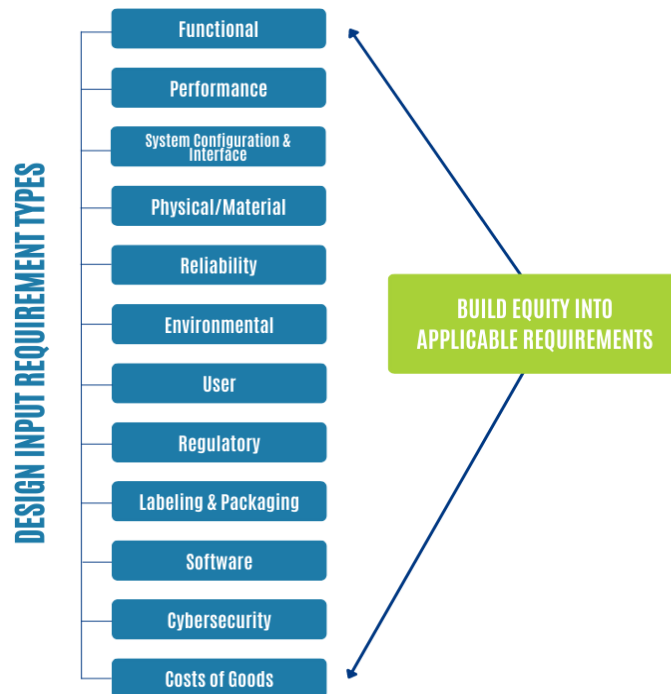 DESIGN INPUT REQUIREMENT TYPES
Functional
Performance
System Configuration &
Interface
Physical/Material
Reliability
Environmental
User
Regulatory
Labeling & Packaging
Software
Cybersecurity
Costs of Goods
BUILD EQUITY INTO
APPLICABLE REQUIREMENTS